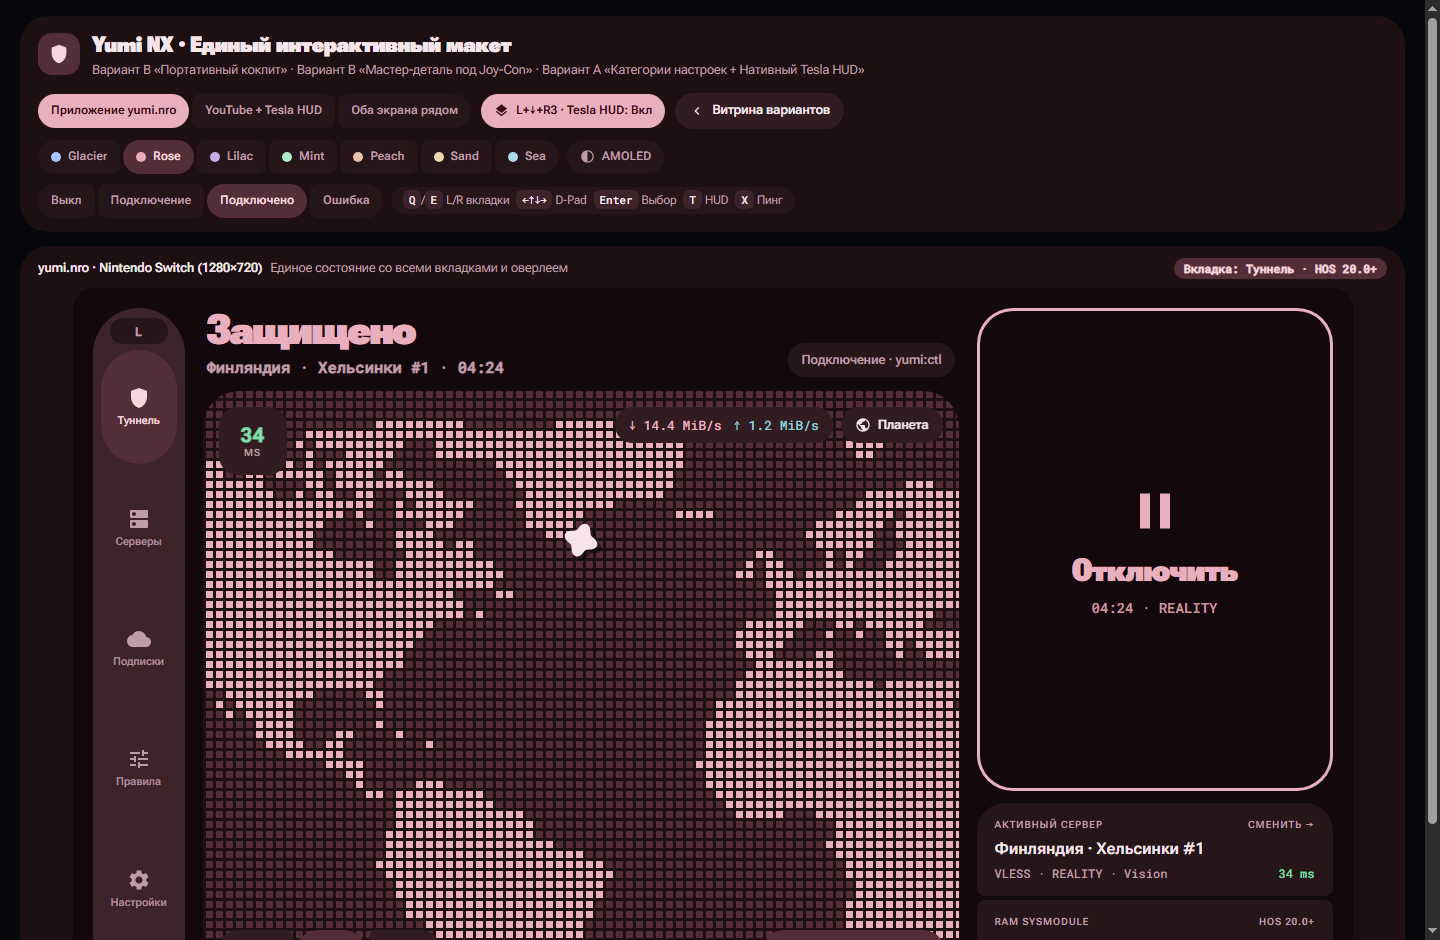 Yumi NX • Единый интерактивный макет
Вариант B «Портативный кокпит» · Вариант B «Мастер-деталь под Joy-Con» · Вариант A «Категории настроек + Нативный Tesla HUD»
Приложение yumi.nro
YouTube + Tesla HUD
Оба экрана рядом
L+↓+R3 · Tesla HUD: Вкл
Витрина вариантов
Glacier
Rose
Lilac
Mint
Peach
Sand
Sea
AMOLED
Выкл
Подключение
Подключено
Ошибка
Q / E L/R вкладки ←↑↓→ D-Pad Enter Выбор T HUD X Пинг
yumi.nro · Nintendo Switch (1280×720) Единое состояние со всеми вкладками и оверлеем
Вкладка: Туннель · HOS 20.0+
L
Туннель
Серверы
Подписки
Правила
Настройки
Защищено
Финляндия · Хельсинки #1 · 04:24
Подключение · yumi:ctl
34
MS
↓ 14.4 MiB/s ↑ 1.2 MiB/s
Планета
Отключить
04:24 · REALITY
АКТИВНЫЙ СЕРВЕР
СМЕНИТЬ →
Финляндия · Хельсинки #1
VLESS · REALITY · Vision
34 ms
RAM SYSMODULE
HOS 20.0+